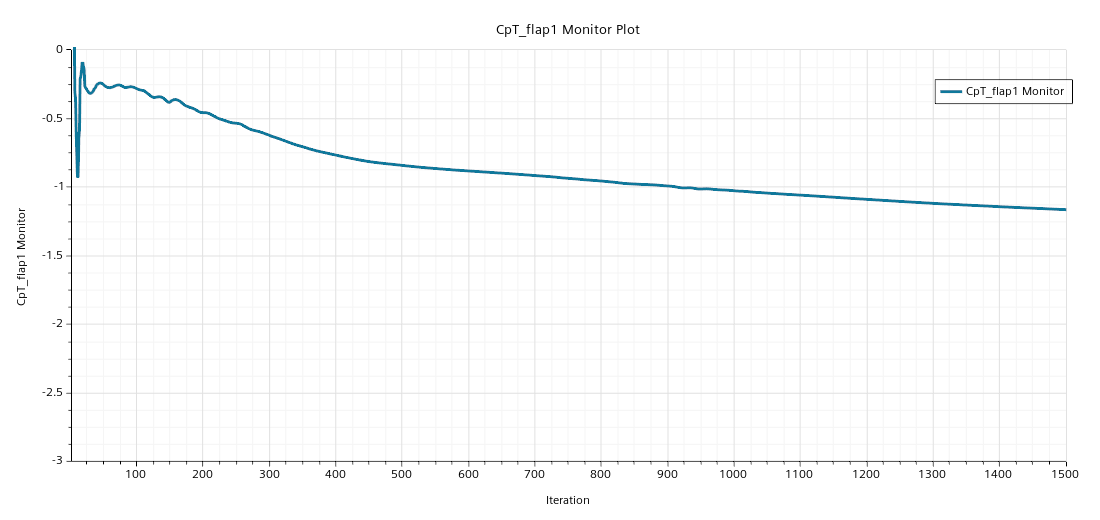 CpT_flap1 Monitor Plot
CpT_flap1 Monitor
0
-0.5
-1
-1.5
-2
-2.5
-3
CpT_flap1 Monitor
100 200 300 400 500 600 700 800 900 1000 1100 1200 1300 1400 1500
Iteration